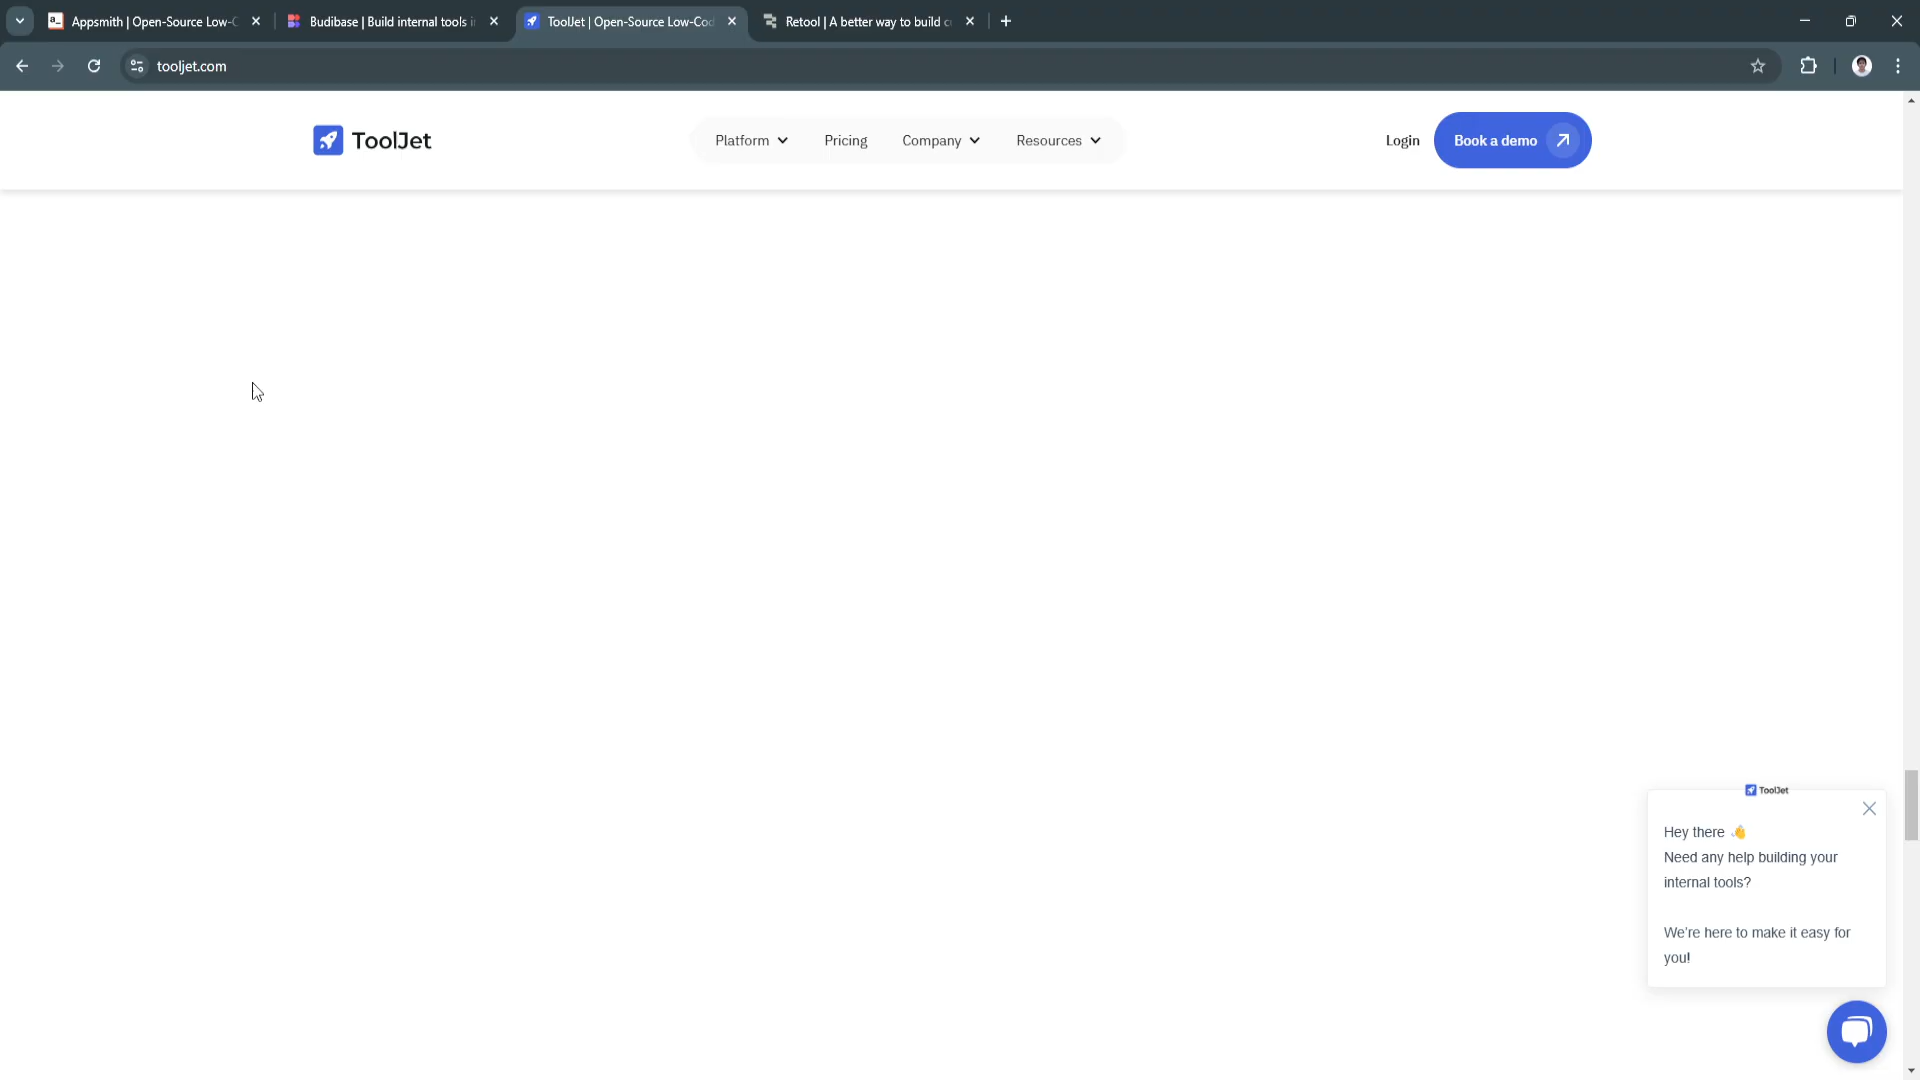 Appsmith | Open-Source Low-C
Budibase | Build internal tools i
ToolJet | Open-Source Low-Cod
Retool | A better way to build c
tooljet.com
ToolJet
Platform
Pricing
Company
Resources
Login
Book a demo
ToolJet
Hey there 👋
Need any help building your
internal tools?
We're here to make it easy for
you!